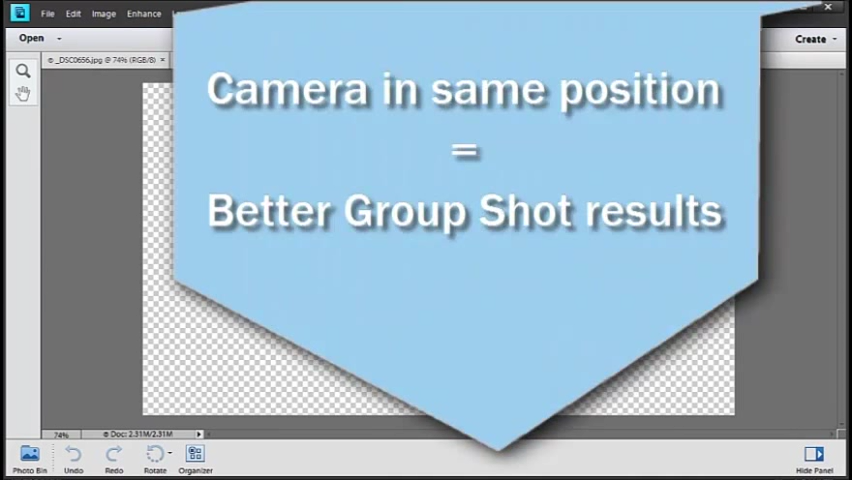 File Edit Image Enhance
Open
Create
_DSC0656.jpg @ 74% (RGB/8) ×
Camera in same position
=
Better Group Shot results
74%
Doc: 2.31M/2.31M
Photo Bin Undo Redo Rotate Organizer Hide Panel